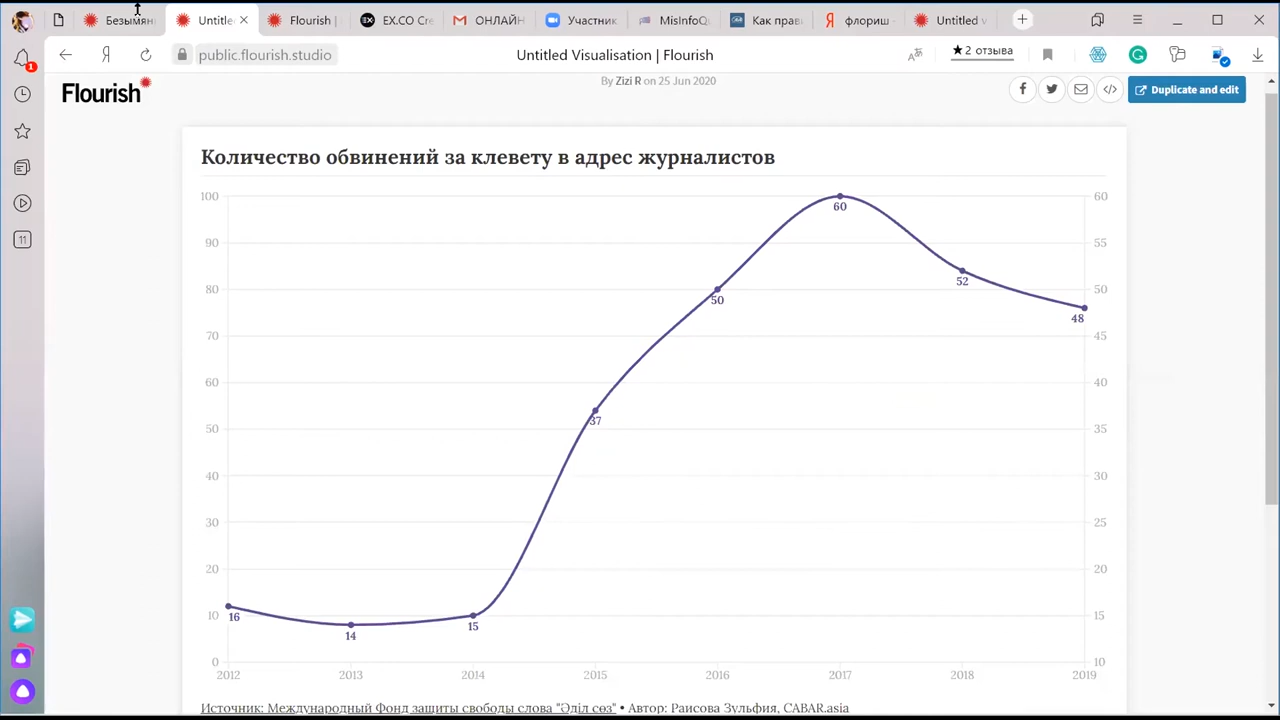 Безымян
Untitle
Flourish |
EX.CO Cre
ОНЛАЙН
Участник
MisInfoQu
Как прав
флориш
Untitled v
public.flourish.studio
Untitled Visualisation | Flourish
★2 отзыва
1
11
Flourish
By Zizi R on 25 Jun 2020
Duplicate and edit
Количество обвинений за клевету в адрес журналистов
100 60
90 55
80 50
70 45
60 40
50 35
40 30
30 25
20 20
10 15
0 10
16
14
15
37
50
60
52
48
2012 2013 2014 2015 2016 2017 2018 2019
Источник: Международный Фонд защиты свободы слова "Әділ сөз" • Автор: Раисова Зульфия, CABAR.asia